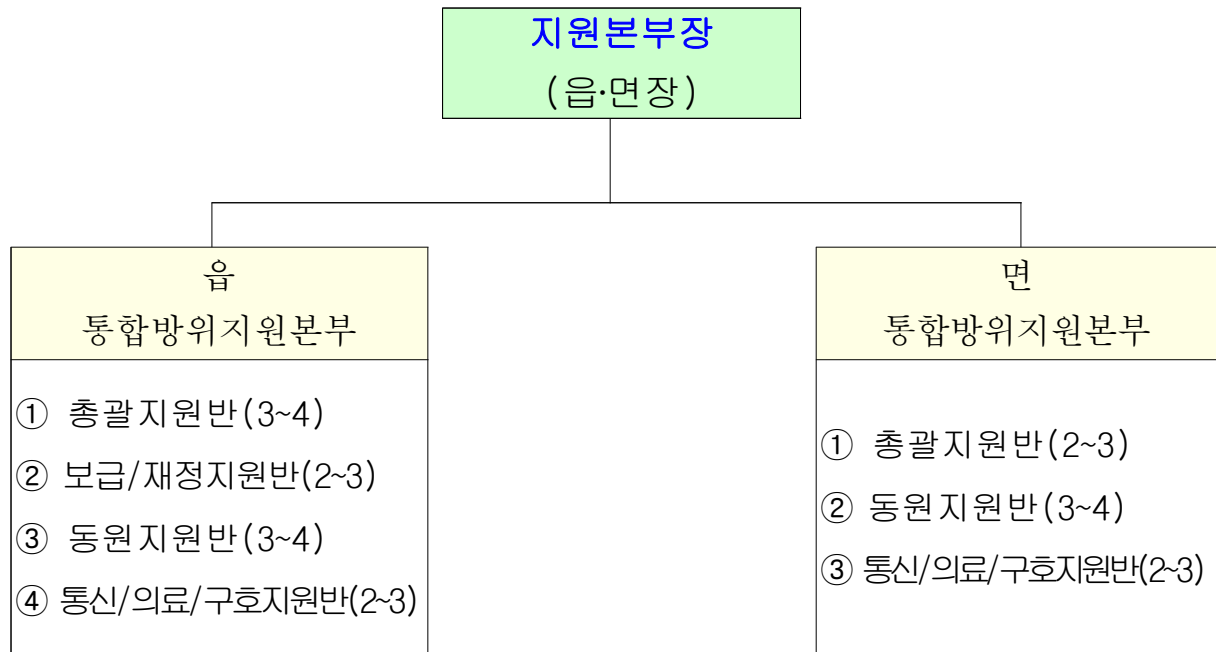 지원본부장
(읍·면장)
읍
통합방위지원본부
① 총괄지원반(3~4)
② 보급/재정지원반(2~3)
③ 동원지원반(3~4)
④ 통신/의료/구호지원반(2~3)
면
통합방위지원본부
① 총괄지원반(2~3)
② 동원지원반(3~4)
③ 통신/의료/구호지원반(2~3)